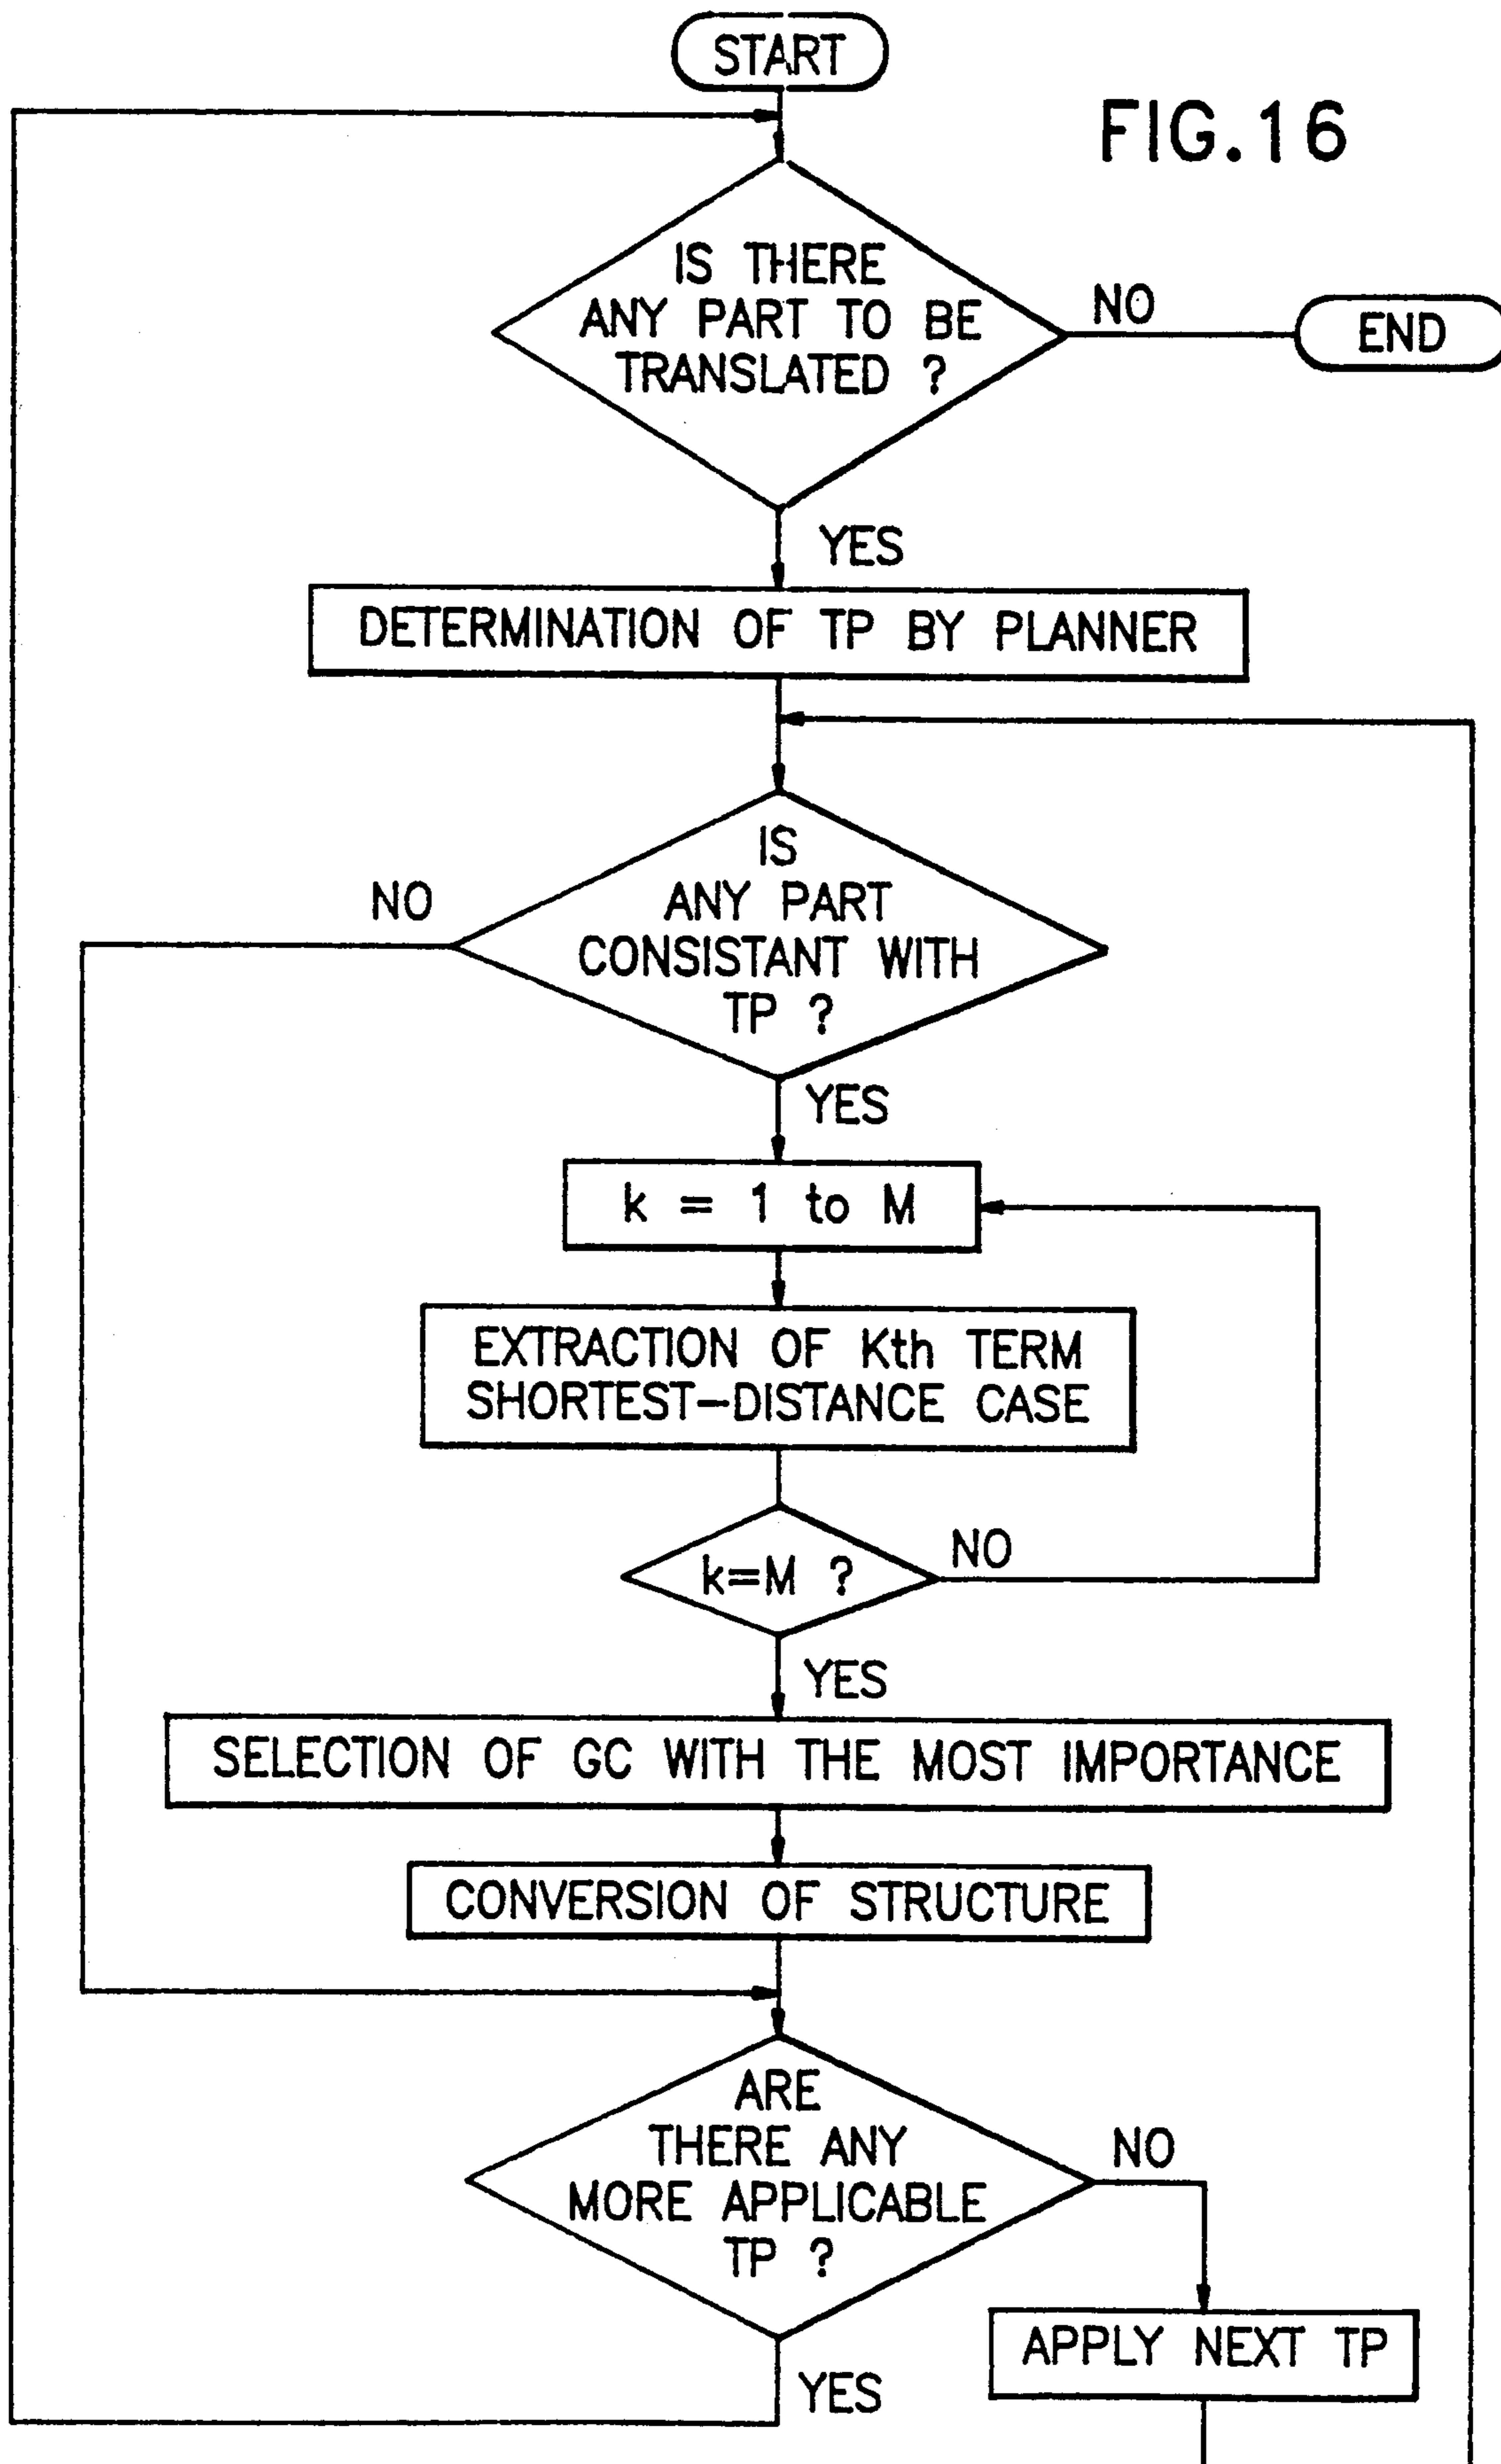 START
FIG.16
IS THERE
ANY PART TO BE
TRANSLATED ?
NO
END
YES
DETERMINATION OF TP BY PLANNER
IS
ANY PART
CONSISTANT WITH
TP ?
NO
YES
k = 1 to M
EXTRACTION OF Kth TERM
SHORTEST-DISTANCE CASE
k=M ?
NO
YES
SELECTION OF GC WITH THE MOST IMPORTANCE
CONVERSION OF STRUCTURE
ARE
THERE ANY
MORE APPLICABLE
TP ?
NO
APPLY NEXT TP
YES